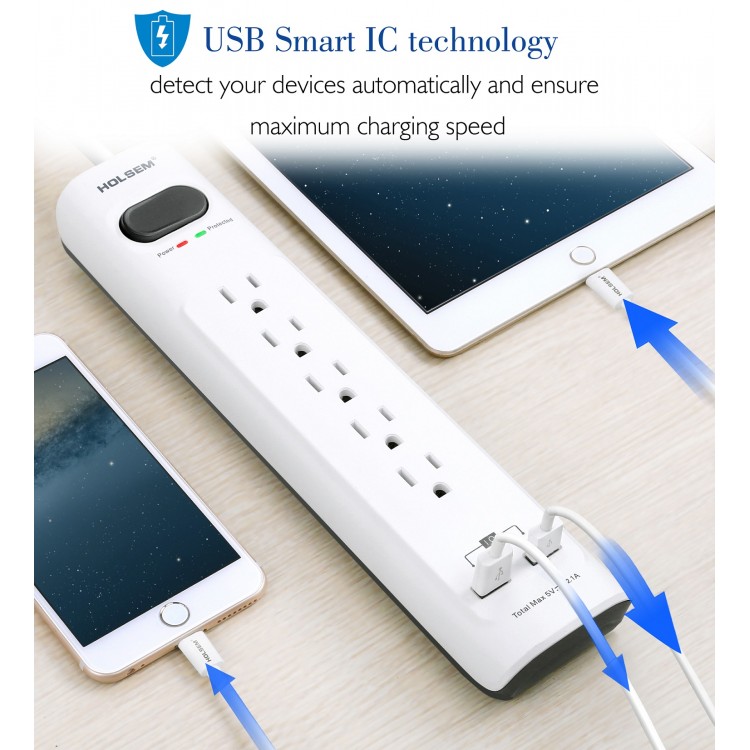 USB Smart IC technology
detect your devices automatically and ensure
maximum charging speed
HOLSEM®
Power
Protected
HOLSEM
Total Max 5V⎓2.1A
HOLSEM